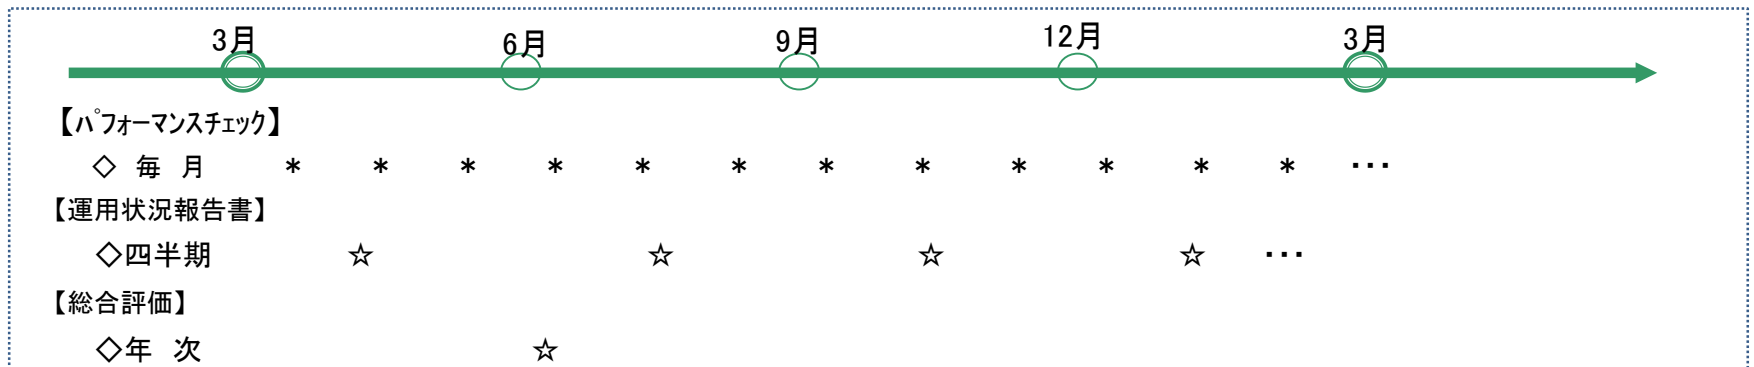 3月 6月 9月 12月 3月
【パフォーマンスチェック】
◇ 毎 月 * * * * * * * * * * * * ･･･
【運用状況報告書】
◇四半期 ☆ ☆ ☆ ☆ ･･･
【総合評価】
◇年 次 ☆